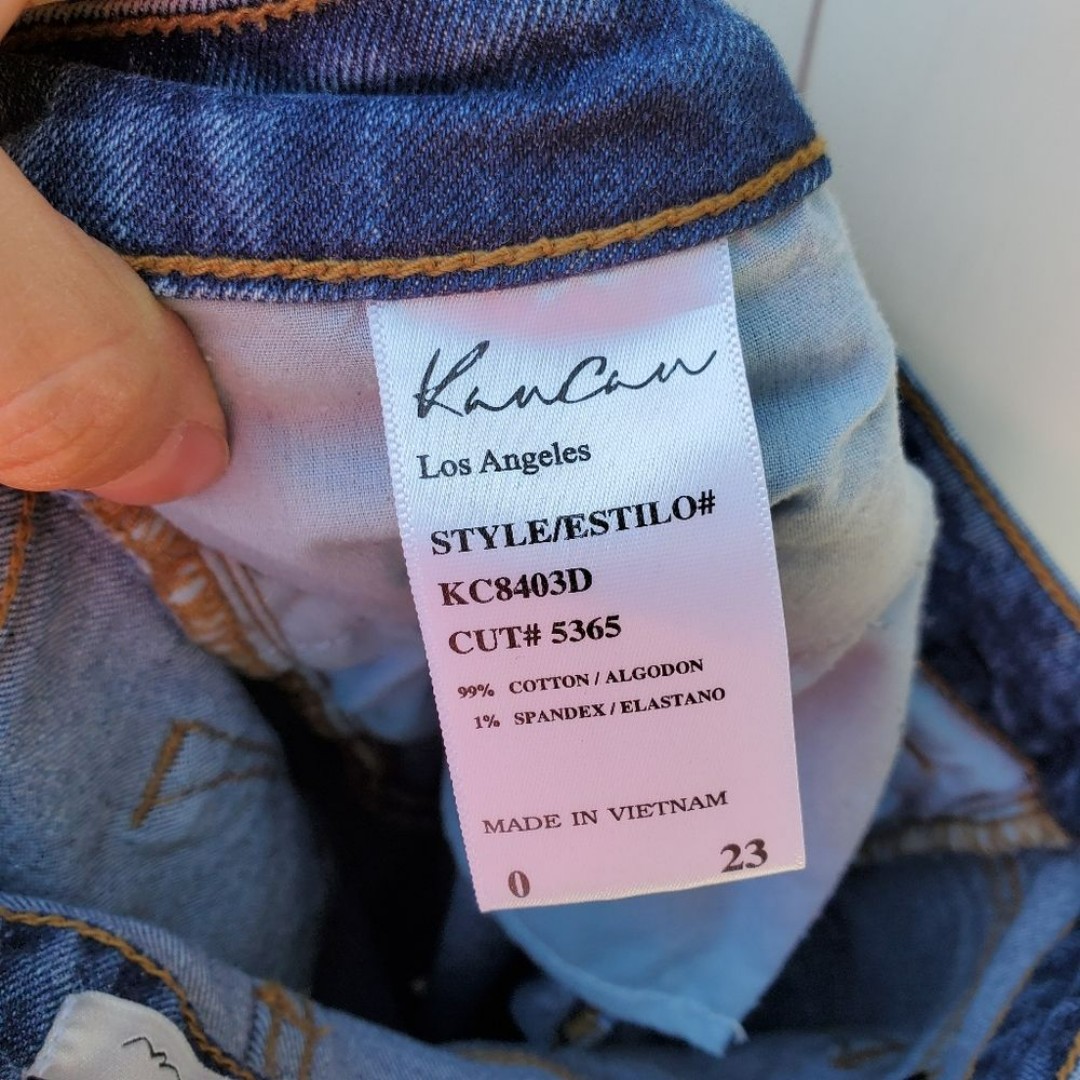 KanCan
Los Angeles
STYLE/ESTILO#
KC8403D
CUT# 5365
99% COTTON / ALGODON
1% SPANDEX / ELASTANO
MADE IN VIETNAM
0 23